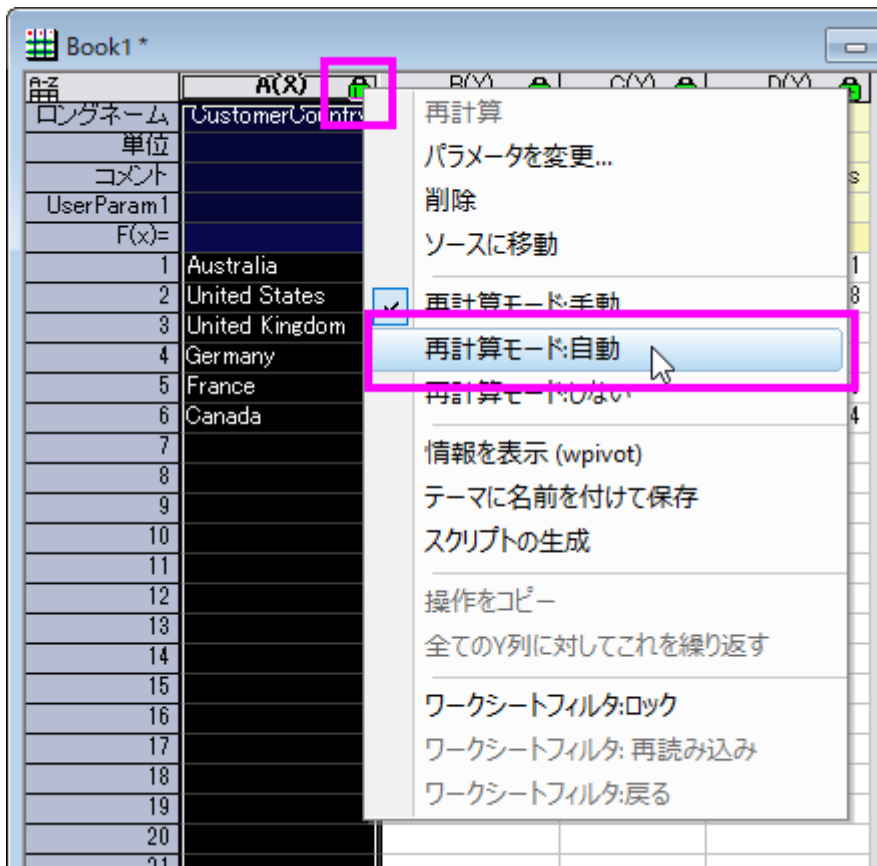 Book1 *
A(X) B(Y) C(Y) D(Y)
ロングネーム CustomerCountry
単位
コメント s
UserParam1
F(x)=
1 Australia 1
2 United States 8
3 United Kingdom
4 Germany
5 France
6 Canada 4
7
8
9
10
11
12
13
14
15
16
17
18
19
20
21
再計算
パラメータを変更...
削除
ソースに移動
再計算モード:手動
再計算モード:自動
再計算モード:しない
情報を表示 (wpivot)
テーマに名前を付けて保存
スクリプトの生成
操作をコピー
全てのY列に対してこれを繰り返す
ワークシートフィルタ:ロック
ワークシートフィルタ: 再読み込み
ワークシートフィルタ:戻る